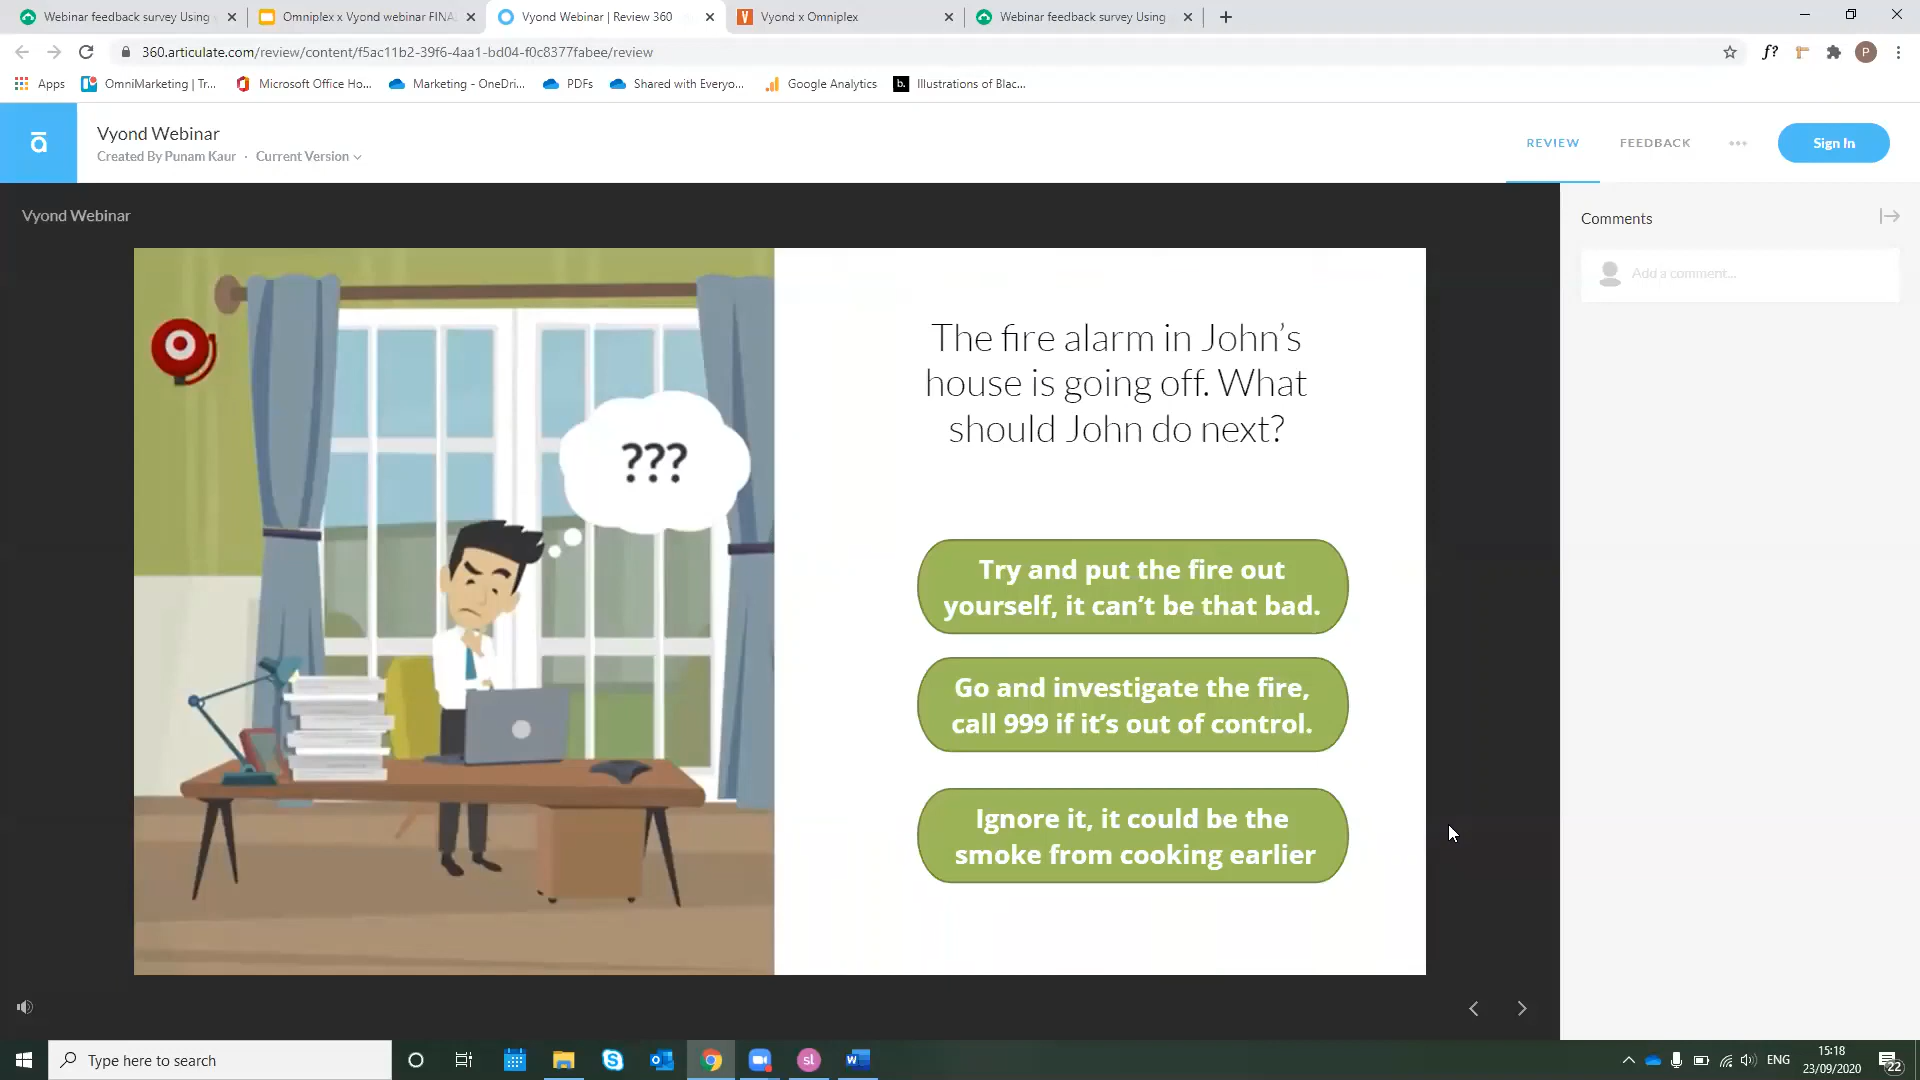 Webinar feedback survey Using
Omniplex x Vyond webinar FINA
Vyond Webinar | Review 360
Vyond x Omniplex
Webinar feedback survey Using
360.articulate.com/review/content/f5ac11b2-39f6-4aa1-bd04-f0c8377fabee/review
f?
P
Apps
OmniMarketing | Tr...
Microsoft Office Ho...
Marketing - OneDri...
PDFs
Shared with Everyo...
Google Analytics
b.
Illustrations of Blac...
ā
Vyond Webinar
Created By Punam Kaur · Current Version
REVIEW
FEEDBACK
Sign In
Vyond Webinar
Comments
Add a comment...
???
The fire alarm in John’s
house is going off. What
should John do next?
Try and put the fire out
yourself, it can’t be that bad.
Go and investigate the fire,
call 999 if it’s out of control.
Ignore it, it could be the
smoke from cooking earlier
Type here to search
sl
ENG
15:18
23/09/2020
22